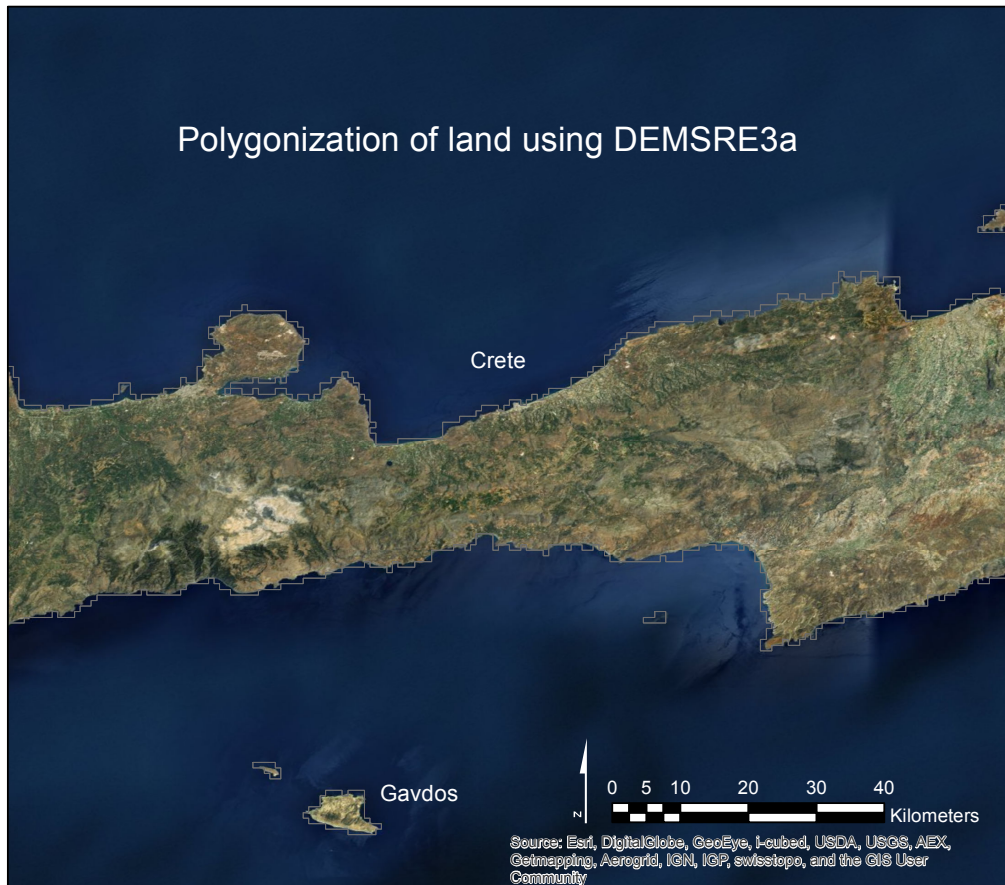 Polygonization of land using DEMSRE3a
Crete
Gavdos
N
0 5 10 20 30 40
Kilometers
Source: Esri, DigitalGlobe, GeoEye, i-cubed, USDA, USGS, AEX,
Getmapping, Aerogrid, IGN, IGP, swisstopo, and the GIS User
Community